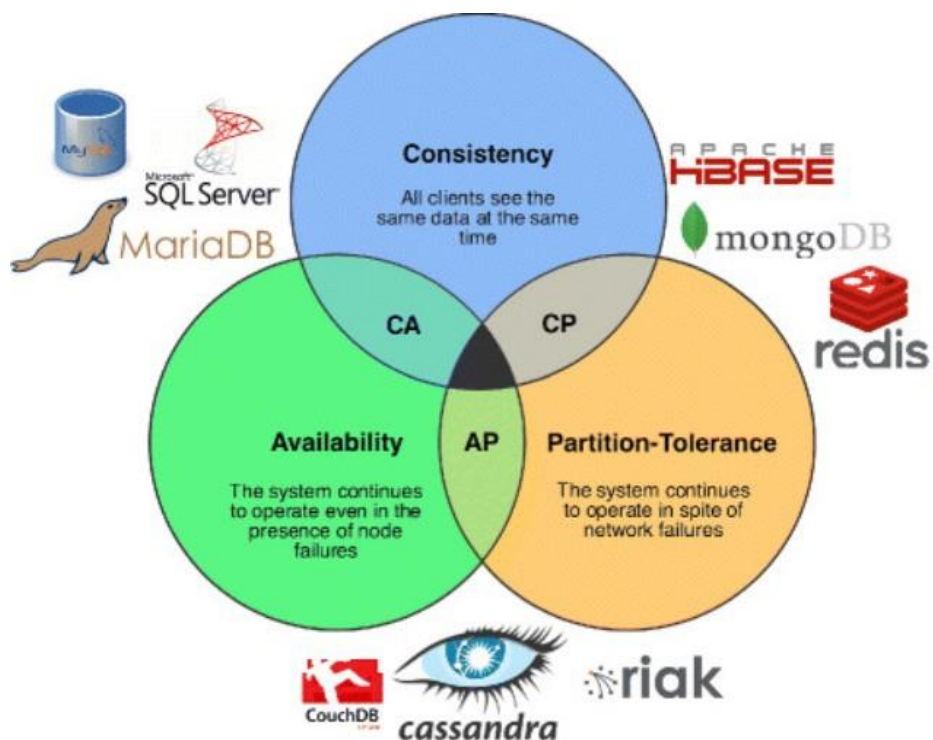 MySQL
Microsoft
SQL Server
MariaDB
Consistency
All clients see the
same data at the same
time
APACHE
HBASE
mongoDB
redis
CA
CP
AP
Availability
The system continues
to operate even in the
presence of node
failures
Partition-Tolerance
The system continues
to operate in spite of
network failures
CouchDB
cassandra
riak